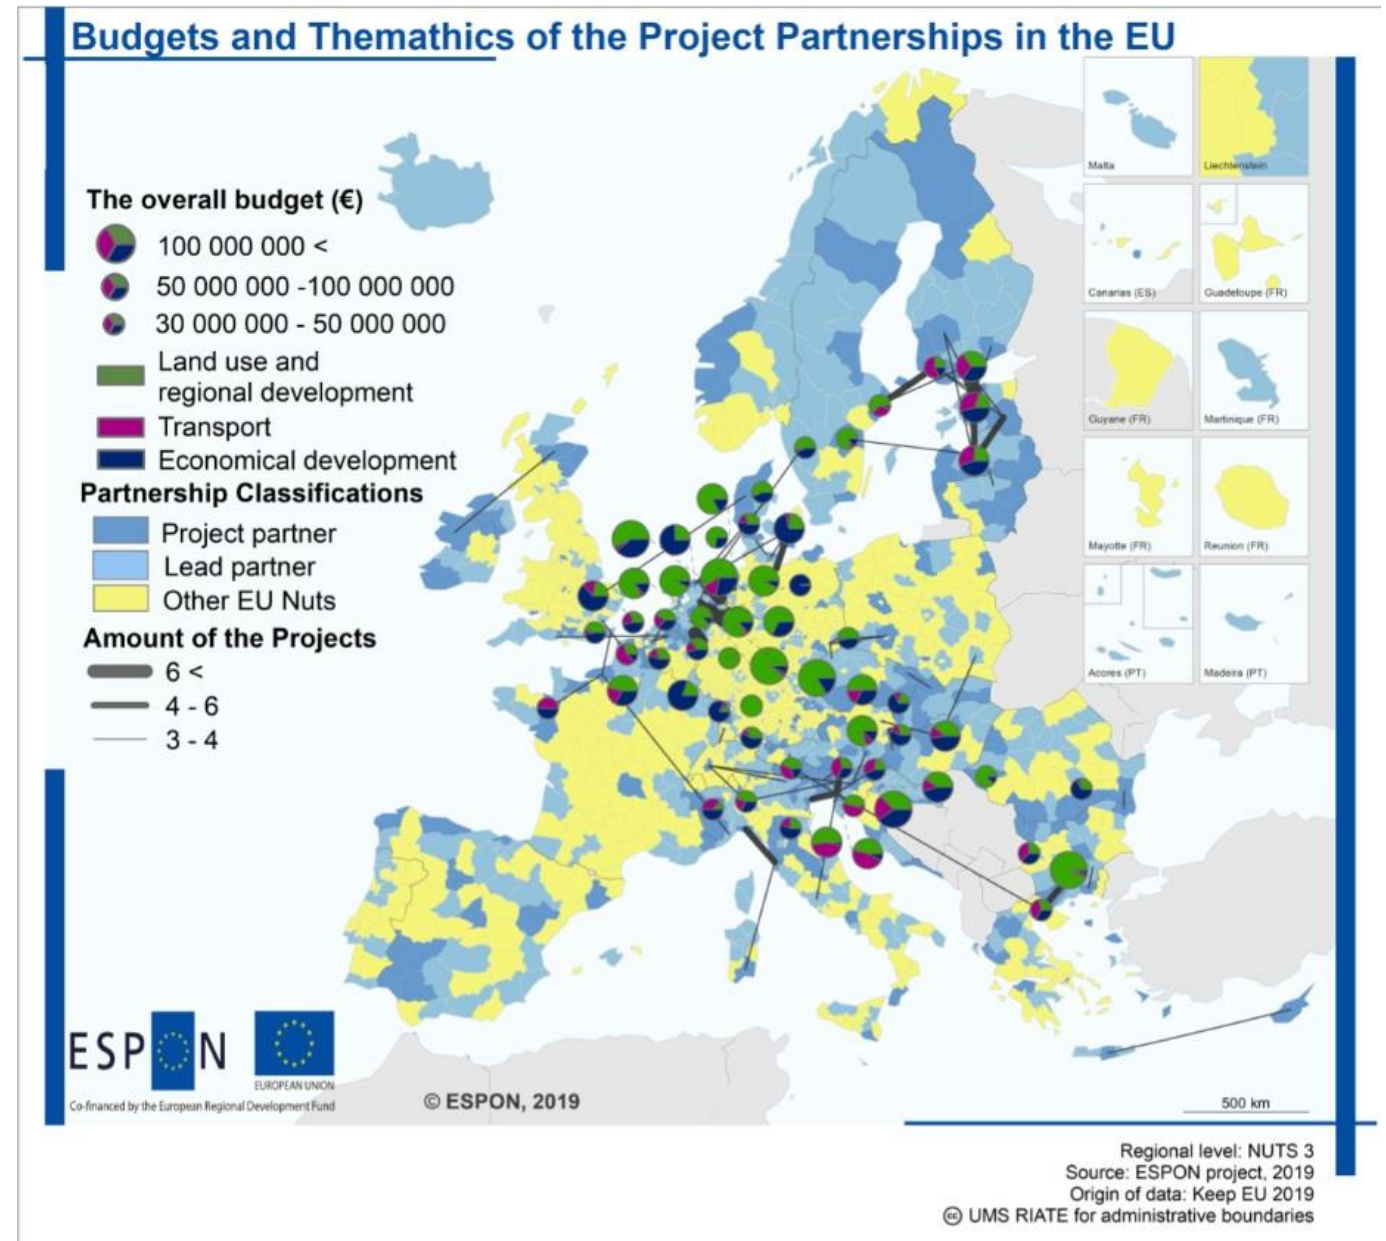 Budgets and Themathics of the Project Partnerships in the EU
The overall budget (€)
100 000 000 <
50 000 000 -100 000 000
30 000 000 - 50 000 000
Land use and
regional development
Transport
Economical development
Partnership Classifications
Project partner
Lead partner
Other EU Nuts
Amount of the Projects
6 <
4 - 6
3 - 4
Malta
Liechtenstein
Canarias (ES)
Guadeloupe (FR)
Guyane (FR)
Martinique (FR)
Mayotte (FR)
Reunion (FR)
Acores (PT)
Madeira (PT)
ESPON
EUROPEAN UNION
Co-financed by the European Regional Development Fund
© ESPON, 2019
500 km
Regional level: NUTS 3
Source: ESPON project, 2019
Origin of data: Keep EU 2019
(cc) UMS RIATE for administrative boundaries